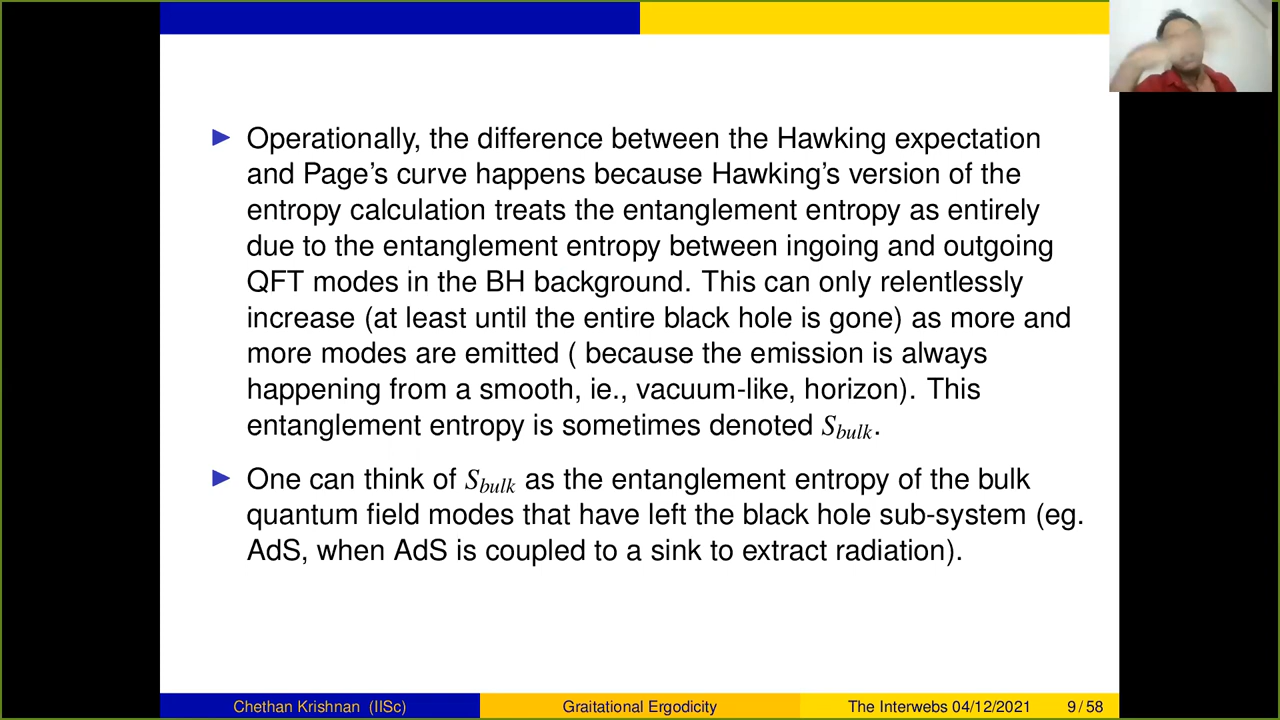 Operationally, the difference between the Hawking expectation
and Page's curve happens because Hawking's version of the
entropy calculation treats the entanglement entropy as entirely
due to the entanglement entropy between ingoing and outgoing
QFT modes in the BH background. This can only relentlessly
increase (at least until the entire black hole is gone) as more and
more modes are emitted ( because the emission is always
happening from a smooth, ie., vacuum-like, horizon). This
entanglement entropy is sometimes denoted S_bulk.
One can think of S_bulk as the entanglement entropy of the bulk
quantum field modes that have left the black hole sub-system (eg.
AdS, when AdS is coupled to a sink to extract radiation).
Chethan Krishnan (IISc) Graitational Ergodicity The Interwebs 04/12/2021 9 / 58